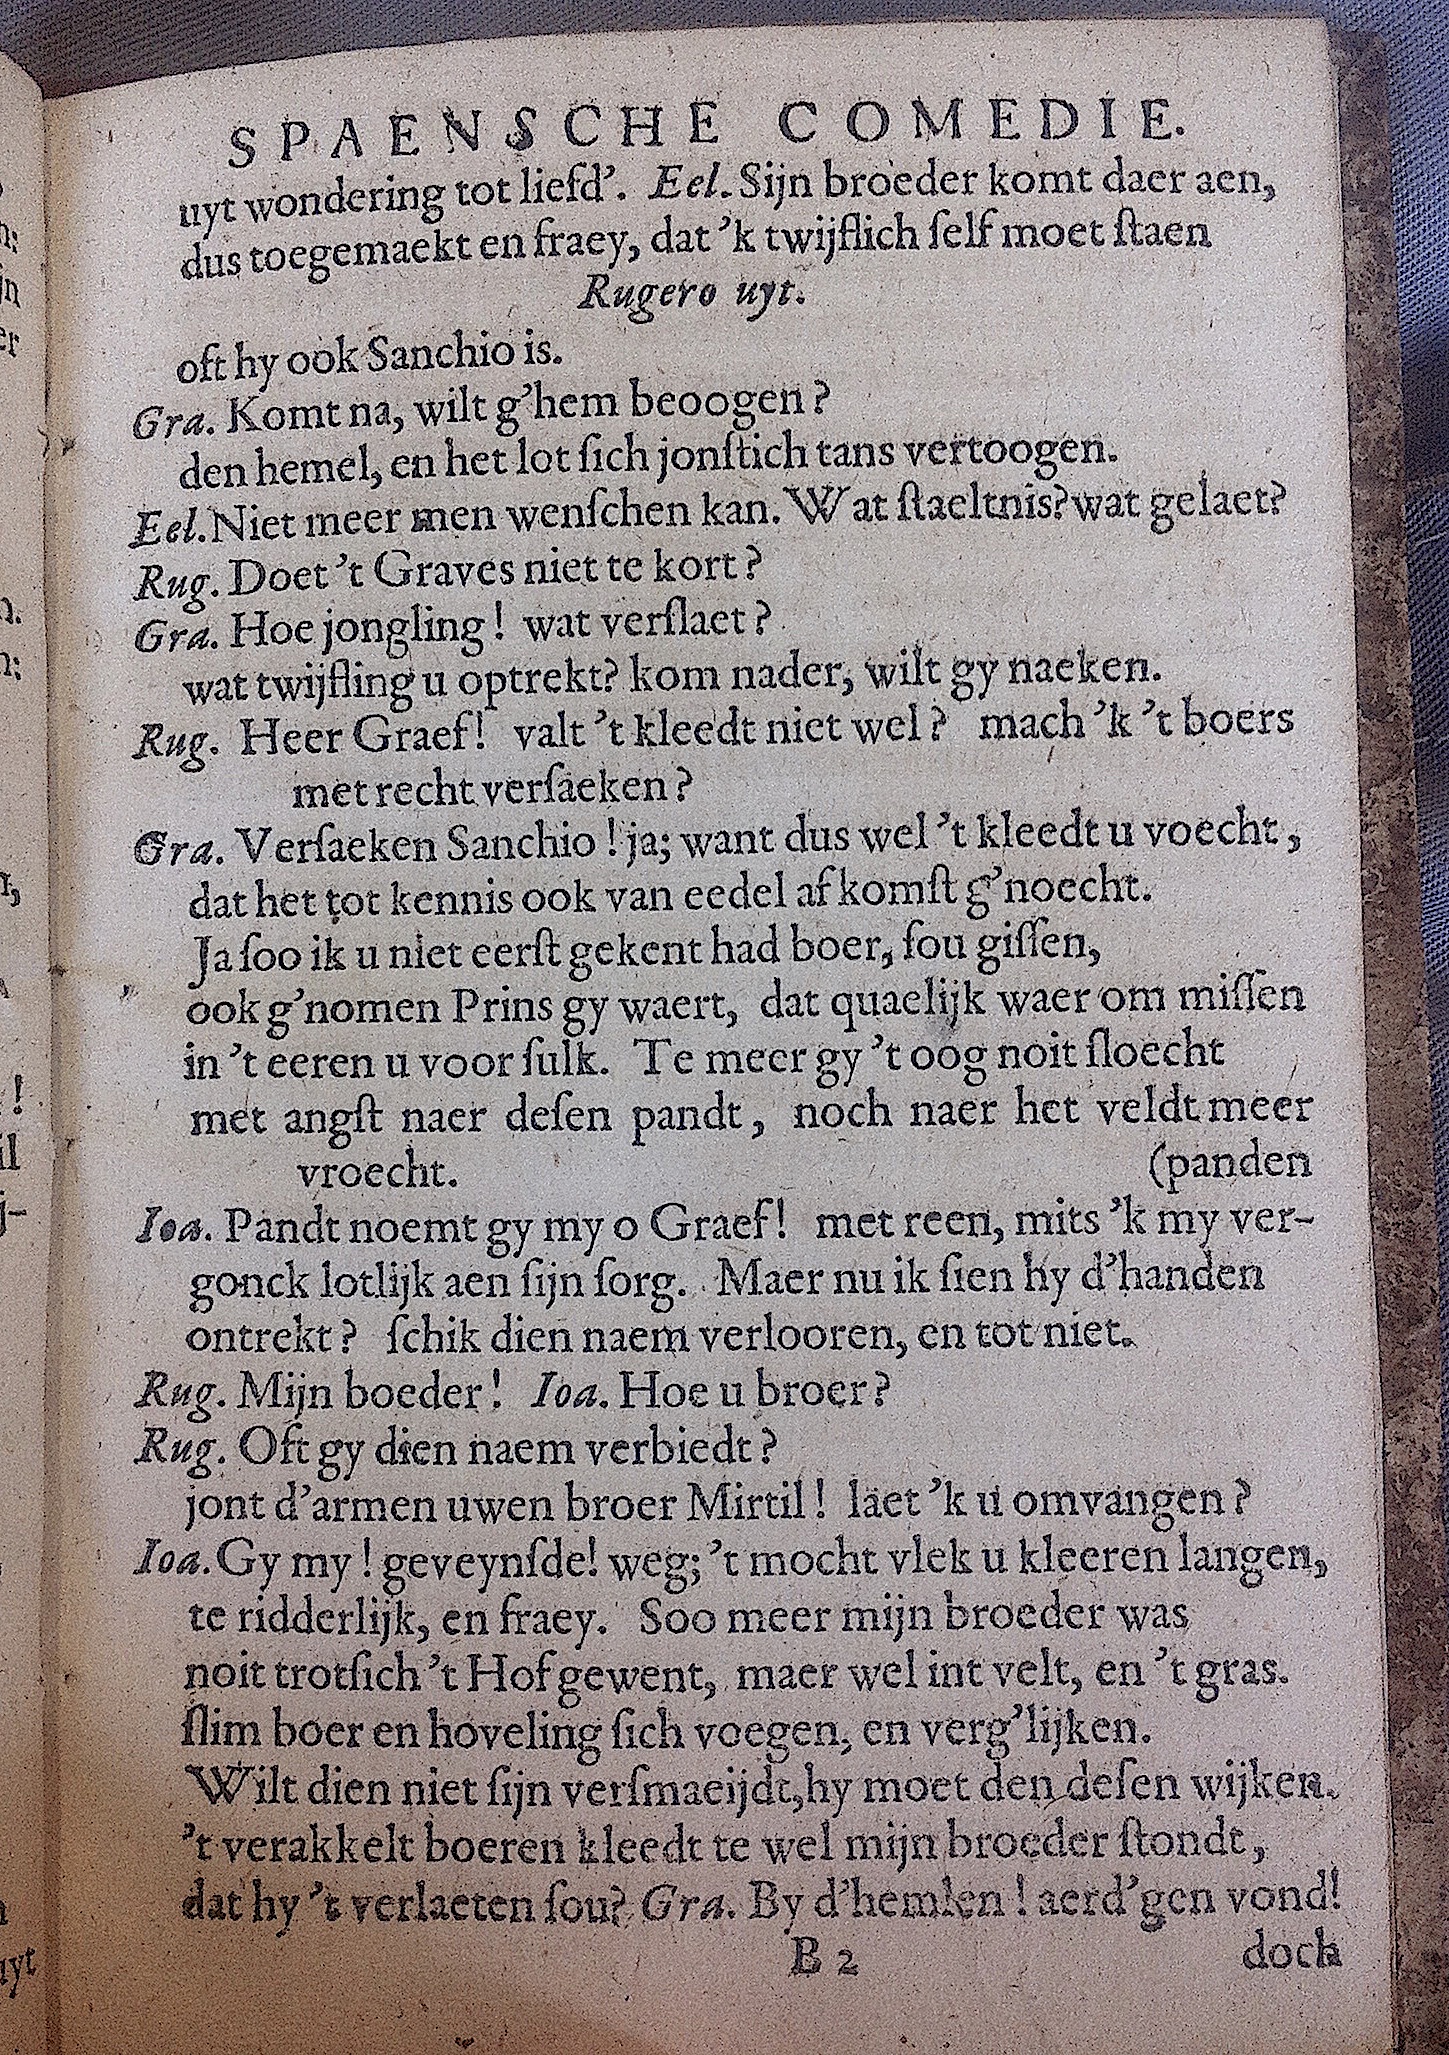 SPAENSCHE COMEDIE.
uyt wondering tot liefd’. Eel. Sijn broeder komt daer aen,
dus toegemaekt en fraey, dat ’k twijflich ſelf moet ſtaen
Rugero uyt.
oft hy ook Sanchio is.
Gra. Komt na, wilt g’hem beoogen?
den hemel, en het lot ſich jonſtich tans vertoogen.
Eel. Niet meer men wenſchen kan. Wat ſtaeltnis? wat gelaet?
Rug. Doet ’t Graves niet te kort?
Gra. Hoe jongling! wat verſlaet?
wat twijfling u optrekt? kom nader, wilt gy naeken.
Rug. Heer Graef! valt ’t kleedt niet wel? mach ’k ’t boers
met recht verſaeken?
Gra. Verſaeken Sanchio! ja; want dus wel ’t kleedt u voecht,
dat het tot kennis ook van eedel afkomſt g’noecht.
Ja ſoo ik u niet eerſt gekent had boer, ſou giſſen,
ook g’nomen Prins gy waert, dat quaelijk waer om miſſen
in ’t eeren u voor ſulk. Te meer gy ’t oog noit ſloecht
met angſt naer deſen pandt, noch naer het veldt meer
vroecht. (panden
Ioa. Pandt noemt gy my o Graef! met reen, mits ’k my ver-
gonck lotlijk aen ſijn ſorg. Maer nu ik ſien hy d’handen
ontrekt? ſchik dien naem verlooren, en tot niet.
Rug. Mijn boeder! Ioa. Hoe u broer?
Rug. Oft gy dien naem verbiedt?
jont d’armen uwen broer Mirtil! laet ’k u omvangen?
Ioa. Gy my! geveynſde! weg; ’t mocht vlek u kleeren langen,
te ridderlijk, en fraey. Soo meer mijn broeder was
noit trotſich ’t Hof gewent, maer wel int velt, en ’t gras.
ſlim boer en hoveling ſich voegen, en verg’lijken.
Wilt dien niet ſijn verſmaeijdt, hy moet den deſen wijken.
’t verakkelt boeren kleedt te wel mijn broeder ſtondt,
dat hy ’t verlaeten ſou? Gra. By d’hemlen! aerd’gen vond!
B 2 doch